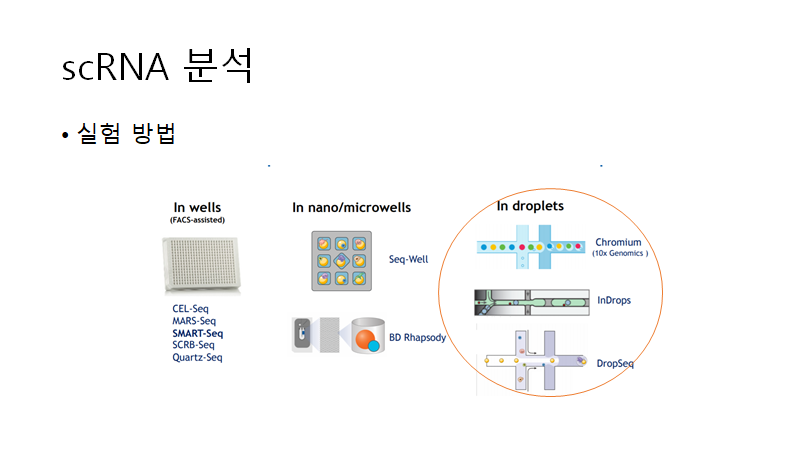 scRNA 분석
• 실험 방법
In wells
(FACS-assisted)
CEL-Seq
MARS-Seq
SMART-Seq
SCRB-Seq
Quartz-Seq
In nano/microwells
Seq-Well
BD Rhapsody
In droplets
Chromium
(10x Genomics )
InDrops
DropSeq